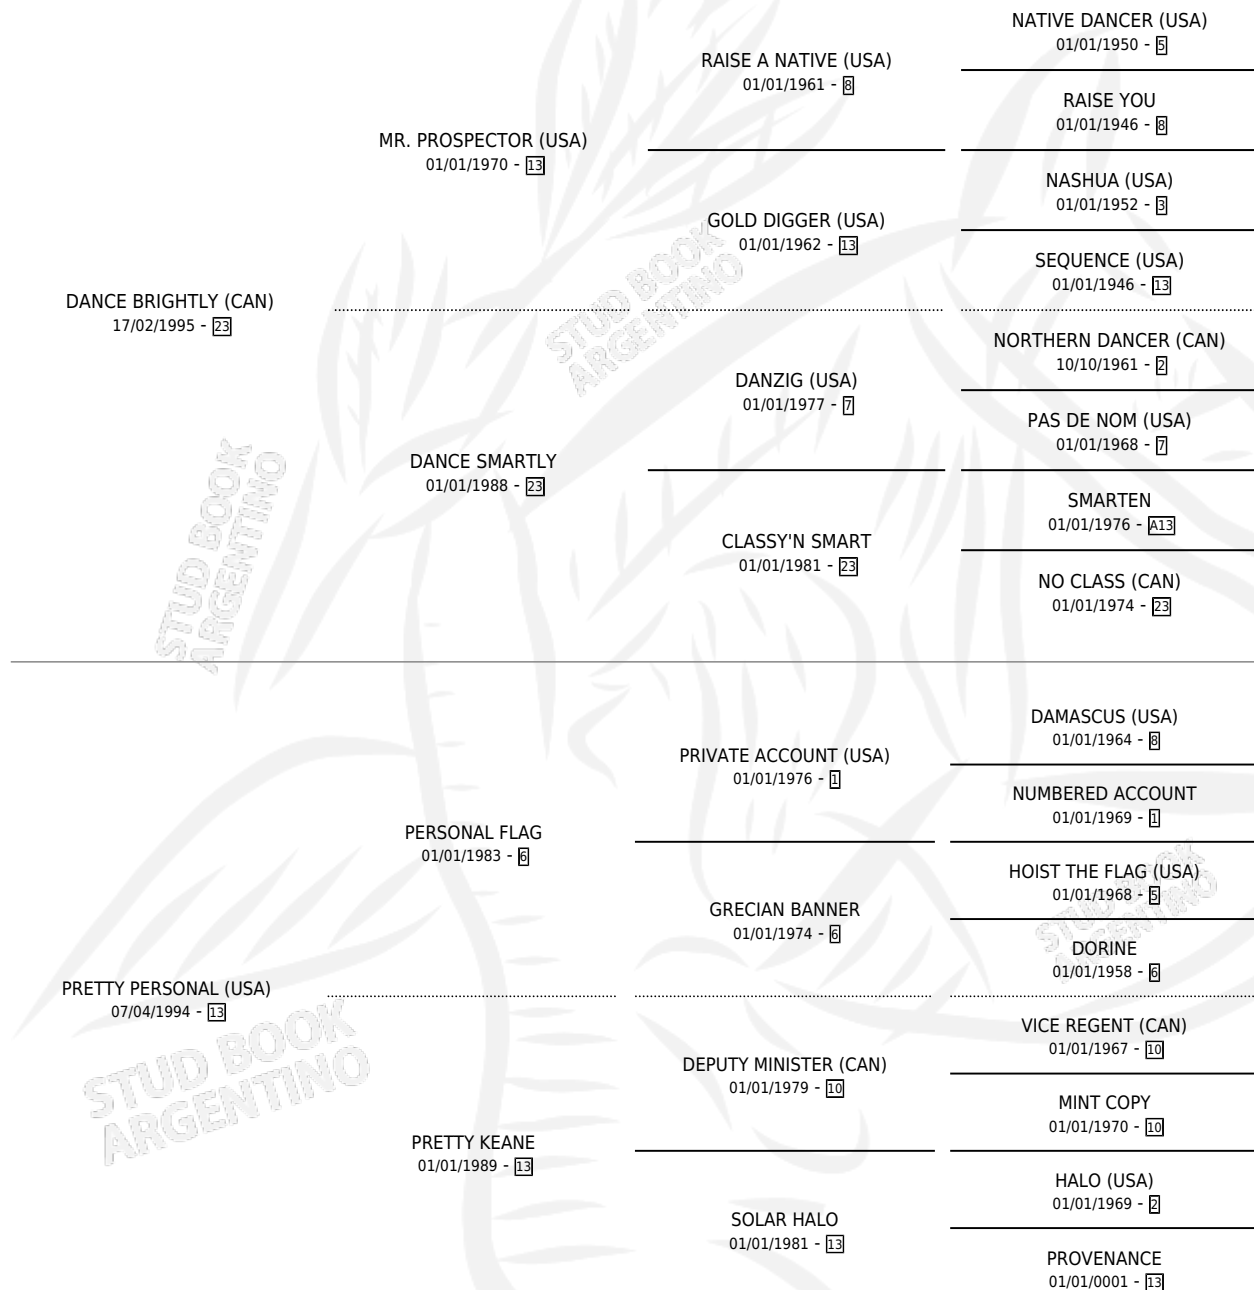 NATIVE DANCER (USA)
01/01/1950 - 5
RAISE A NATIVE (USA)
01/01/1961 - 8
RAISE YOU
01/01/1946 - 8
MR. PROSPECTOR (USA)
01/01/1970 - 13
NASHUA (USA)
01/01/1952 - 3
GOLD DIGGER (USA)
01/01/1962 - 13
SEQUENCE (USA)
01/01/1946 - 13
DANCE BRIGHTLY (CAN)
17/02/1995 - 23
STUD BOOK
ARGENTINO
NORTHERN DANCER (CAN)
10/10/1961 - 2
DANZIG (USA)
01/01/1977 - 7
PAS DE NOM (USA)
01/01/1968 - 7
DANCE SMARTLY
01/01/1988 - 23
SMARTEN
01/01/1976 - A13
CLASSY'N SMART
01/01/1981 - 23
NO CLASS (CAN)
01/01/1974 - 23
STUD BOOK
ARGENTINO
DAMASCUS (USA)
01/01/1964 - 8
PRIVATE ACCOUNT (USA)
01/01/1976 - 1
NUMBERED ACCOUNT
01/01/1969 - 1
PERSONAL FLAG
01/01/1983 - 6
HOIST THE FLAG (USA)
01/01/1968 - 5
GRECIAN BANNER
01/01/1974 - 6
STUD BOOK
ARGENTINO
DORINE
01/01/1958 - 6
PRETTY PERSONAL (USA)
07/04/1994 - 13
VICE REGENT (CAN)
01/01/1967 - 10
DEPUTY MINISTER (CAN)
01/01/1979 - 10
STUD BOOK
ARGENTINO
MINT COPY
01/01/1970 - 10
PRETTY KEANE
01/01/1989 - 13
HALO (USA)
01/01/1969 - 2
SOLAR HALO
01/01/1981 - 13
PROVENANCE
01/01/0001 - 13